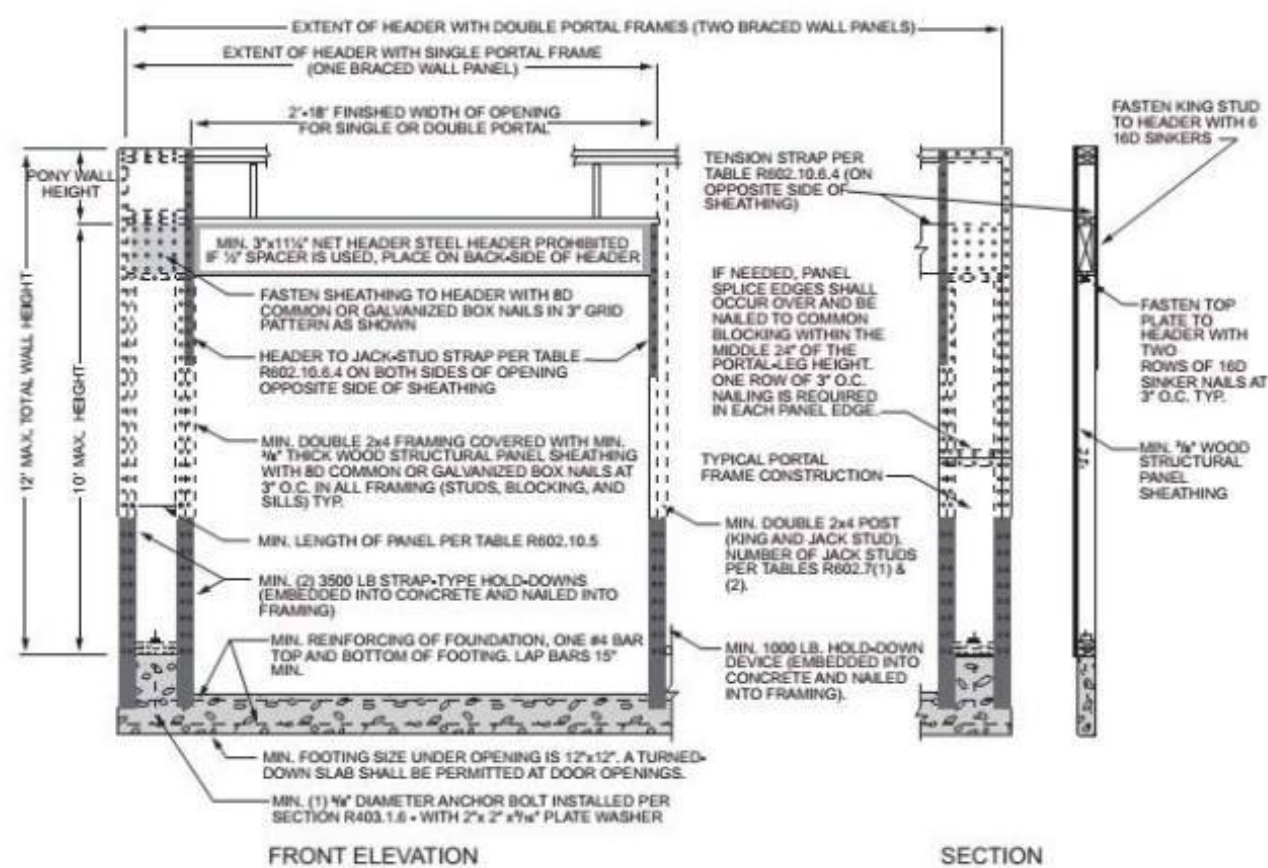 EXTENT OF HEADER WITH DOUBLE PORTAL FRAMES (TWO BRACED WALL PANELS)
EXTENT OF HEADER WITH SINGLE PORTAL FRAME
(ONE BRACED WALL PANEL)
2'-18' FINISHED WIDTH OF OPENING
FOR SINGLE OR DOUBLE PORTAL
PONY WALL
HEIGHT
12' MAX. TOTAL WALL HEIGHT
10' MAX. HEIGHT
MIN. 3"x11¼" NET HEADER STEEL HEADER PROHIBITED
IF ½" SPACER IS USED, PLACE ON BACK-SIDE OF HEADER
FASTEN SHEATHING TO HEADER WITH 8D
COMMON OR GALVANIZED BOX NAILS IN 3" GRID
PATTERN AS SHOWN
HEADER TO JACK-STUD STRAP PER TABLE
R602.10.6.4 ON BOTH SIDES OF OPENING
OPPOSITE SIDE OF SHEATHING
MIN. DOUBLE 2x4 FRAMING COVERED WITH MIN.
⅜" THICK WOOD STRUCTURAL PANEL SHEATHING
WITH 8D COMMON OR GALVANIZED BOX NAILS AT
3" O.C. IN ALL FRAMING (STUDS, BLOCKING, AND
SILLS) TYP.
MIN. LENGTH OF PANEL PER TABLE R602.10.5
MIN. (2) 3500 LB STRAP-TYPE HOLD-DOWNS
(EMBEDDED INTO CONCRETE AND NAILED INTO
FRAMING)
MIN. REINFORCING OF FOUNDATION, ONE #4 BAR
TOP AND BOTTOM OF FOOTING. LAP BARS 15"
MIN.
MIN. FOOTING SIZE UNDER OPENING IS 12"x12". A TURNED-
DOWN SLAB SHALL BE PERMITTED AT DOOR OPENINGS.
MIN. (1) ⅝" DIAMETER ANCHOR BOLT INSTALLED PER
SECTION R403.1.6 - WITH 2"x 2" x³⁄₁₆" PLATE WASHER
FRONT ELEVATION
TENSION STRAP PER
TABLE R602.10.6.4 (ON
OPPOSITE SIDE OF
SHEATHING)
IF NEEDED, PANEL
SPLICE EDGES SHALL
OCCUR OVER AND BE
NAILED TO COMMON
BLOCKING WITHIN THE
MIDDLE 24" OF THE
PORTAL-LEG HEIGHT.
ONE ROW OF 3" O.C.
NAILING IS REQUIRED
IN EACH PANEL EDGE.
TYPICAL PORTAL
FRAME CONSTRUCTION
MIN. DOUBLE 2x4 POST
(KING AND JACK STUD).
NUMBER OF JACK STUDS
PER TABLES R602.7(1) &
(2).
MIN. 1000 LB. HOLD-DOWN
DEVICE (EMBEDDED INTO
CONCRETE AND NAILED
INTO FRAMING).
FASTEN KING STUD
TO HEADER WITH 6
16D SINKERS
FASTEN TOP
PLATE TO
HEADER WITH
TWO
ROWS OF 16D
SINKER NAILS AT
3" O.C. TYP.
MIN. ⅜" WOOD
STRUCTURAL
PANEL
SHEATHING
SECTION